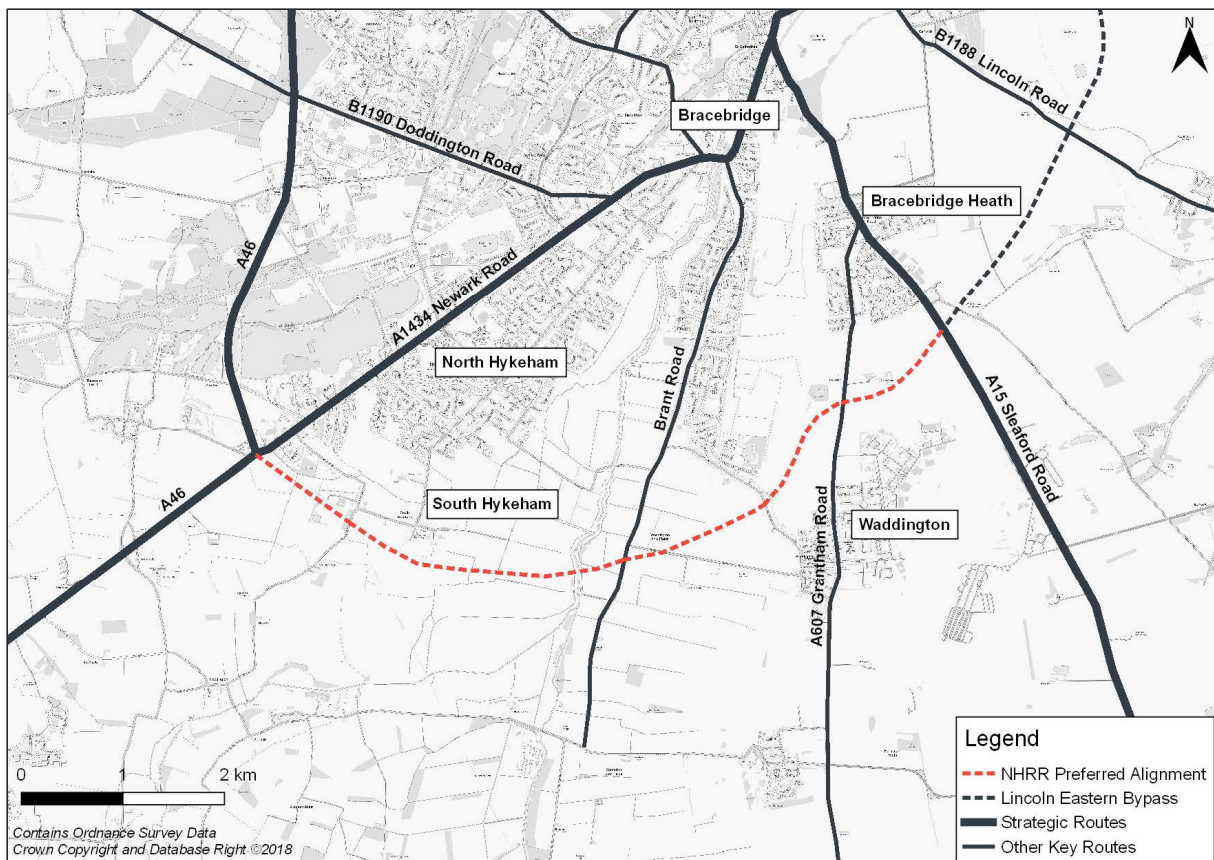 N
B1188 Lincoln Road
Bracebridge
B1190 Doddington Road
Bracebridge Heath
A46
A1434 Newark Road
North Hykeham
Brant Road
A15 Sleaford Road
A46
South Hykeham
Waddington
A607 Grantham Road
Legend
NHRR Preferred Alignment
Lincoln Eastern Bypass
Strategic Routes
Other Key Routes
0 1 2 km
Contains Ordnance Survey Data
Crown Copyright and Database Right ©2018